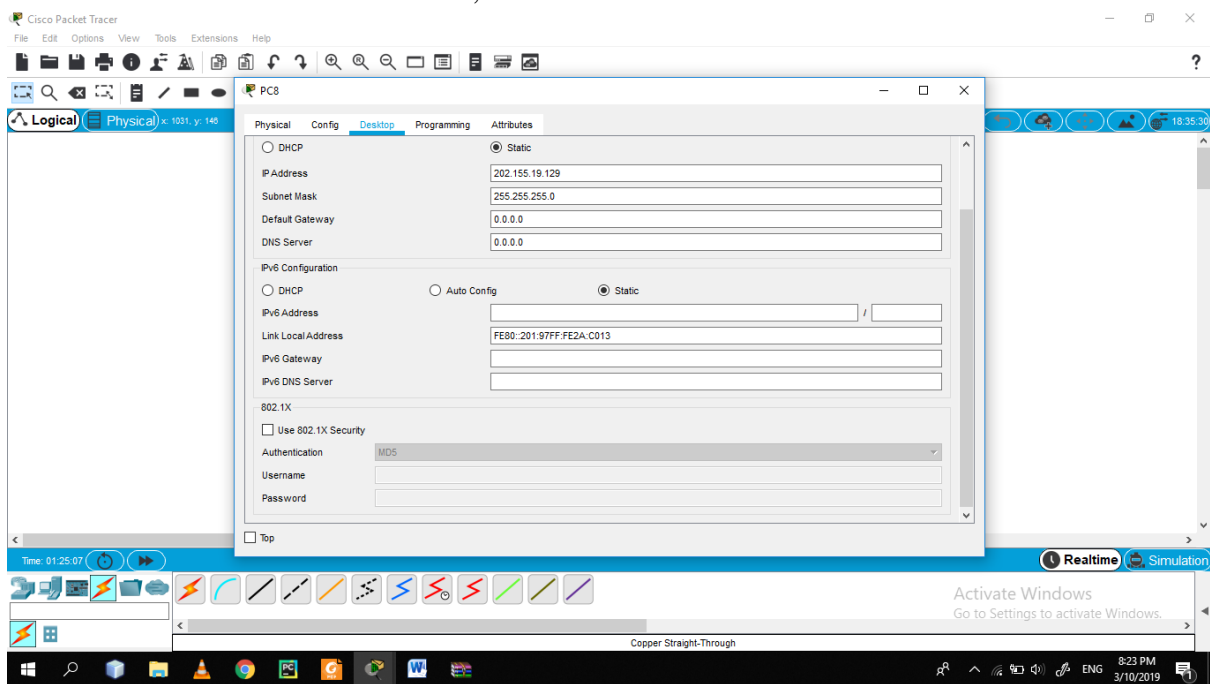 Cisco Packet Tracer
File Edit Options View Tools Extensions Help
?
PC8
Logical Physical x: 1031, y: 146
18:35:30
Physical Config Desktop Programming Attributes
DHCP Static
IP Address 202.155.19.129
Subnet Mask 255.255.255.0
Default Gateway 0.0.0.0
DNS Server 0.0.0.0
IPv6 Configuration
DHCP Auto Config Static
IPv6 Address /
Link Local Address FE80::201:97FF:FE2A:C013
IPv6 Gateway
IPv6 DNS Server
802.1X
Use 802.1X Security
Authentication MD5
Username
Password
Top
Time: 01:25:07 Realtime Simulation
Activate Windows
Go to Settings to activate Windows.
Copper Straight-Through
ENG 8:23 PM
3/10/2019